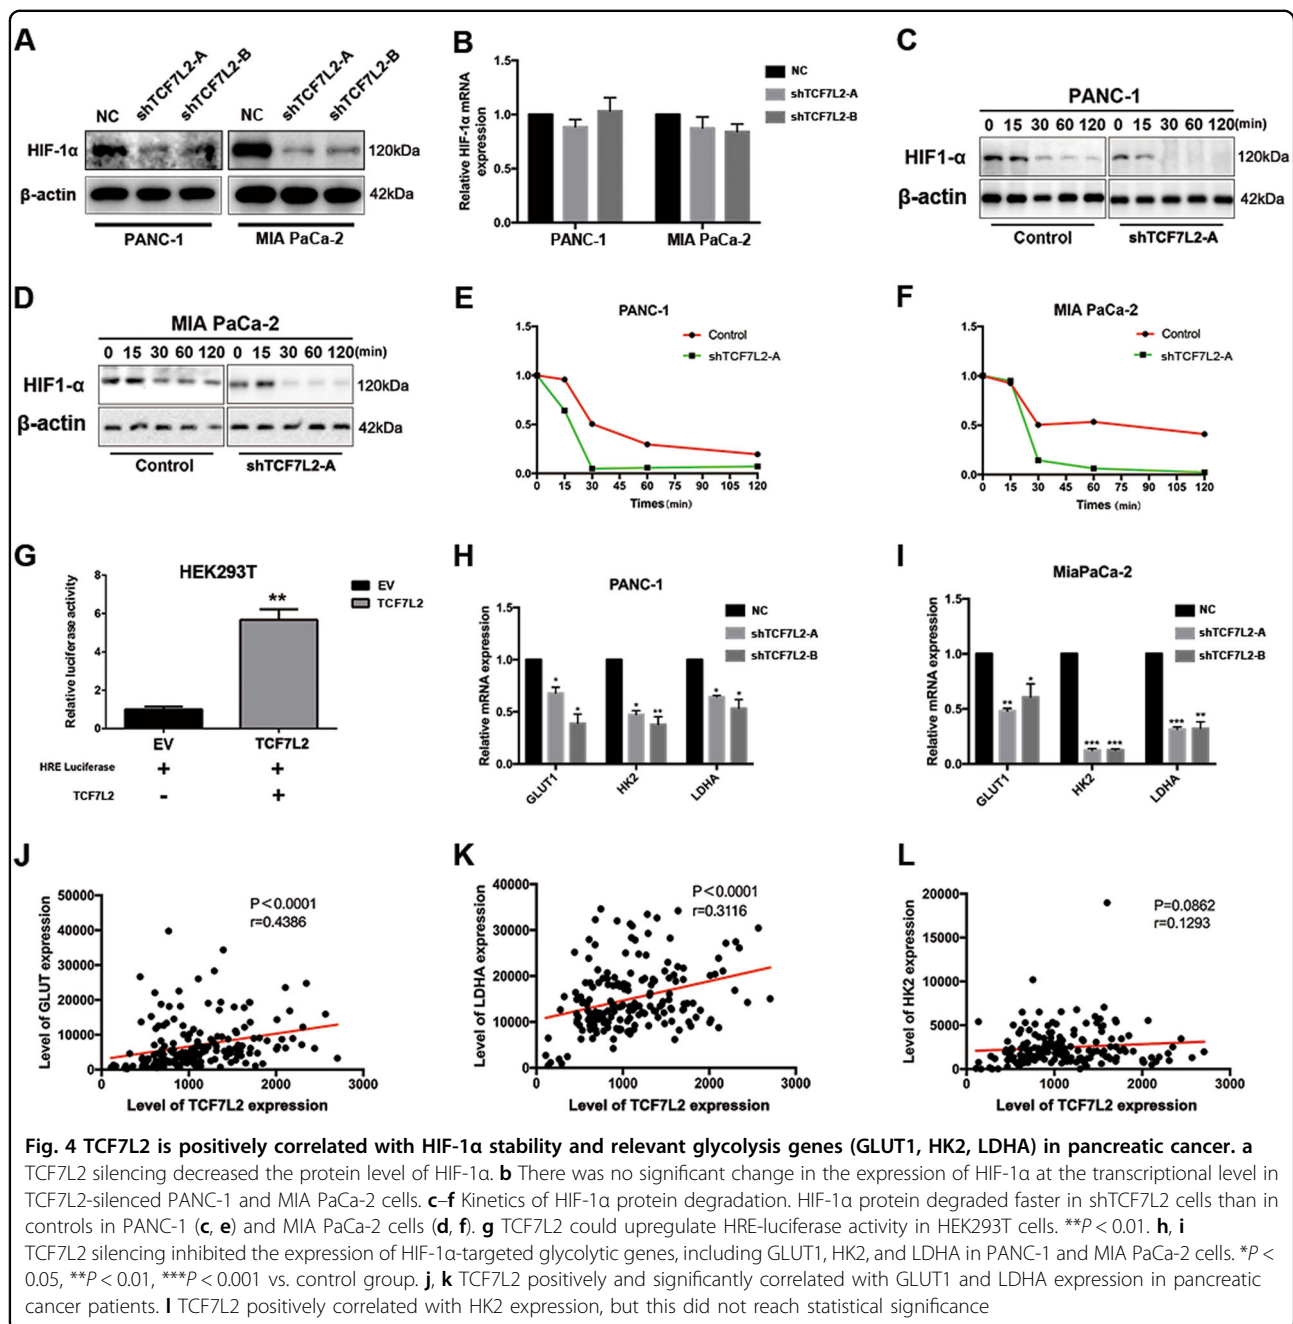 A
NC shTCF7L2-A shTCF7L2-B NC shTCF7L2-A shTCF7L2-B
HIF-1α 120kDa
β-actin 42kDa
PANC-1 MIA PaCa-2
B
Relative HIF-1α mRNA
expression
1.5
1.0
0.5
0.0
PANC-1 MIA PaCa-2
NC
shTCF7L2-A
shTCF7L2-B
C
PANC-1
0 15 30 60 120 0 15 30 60 120(min)
HIF1-α 120kDa
β-actin 42kDa
Control shTCF7L2-A
D
MIA PaCa-2
0 15 30 60 120 0 15 30 60 120(min)
HIF1-α 120kDa
β-actin 42kDa
Control shTCF7L2-A
E
PANC-1
Control
shTCF7L2-A
1.5
1.0
0.5
0.0
0 15 30 45 60 75 90 105 120
Times(min)
F
MIA PaCa-2
Control
shTCF7L2-A
1.5
1.0
0.5
0.0
0 15 30 45 60 75 90 105 120
Times (min)
G
HEK293T
Relative luciferase activity
8
6
4
2
0
**
EV TCF7L2
HRE Luciferase + +
TCF7L2 - +
EV
TCF7L2
H
PANC-1
Relative mRNA expression
1.5
1.0
0.5
0.0
* * * ** * *
GLUT1 HK2 LDHA
NC
shTCF7L2-A
shTCF7L2-B
I
MiaPaCa-2
Relative mRNA expression
1.5
1.0
0.5
0.0
** * *** *** *** **
GLUT1 HK2 LDHA
NC
shTCF7L2-A
shTCF7L2-B
J
Level of GLUT expression
50000
40000
30000
20000
10000
0
P<0.0001
r=0.4386
0 1000 2000 3000
Level of TCF7L2 expression
K
Level of LDHA expression
40000
30000
20000
10000
0
P<0.0001
r=0.3116
0 1000 2000 3000
Level of TCF7L2 expression
L
Level of HK2 expression
20000
15000
10000
5000
0
P=0.0862
r=0.1293
0 1000 2000 3000
Level of TCF7L2 expression
Fig. 4 TCF7L2 is positively correlated with HIF-1α stability and relevant glycolysis genes (GLUT1, HK2, LDHA) in pancreatic cancer. a
TCF7L2 silencing decreased the protein level of HIF-1α. b There was no significant change in the expression of HIF-1α at the transcriptional level in
TCF7L2-silenced PANC-1 and MIA PaCa-2 cells. c–f Kinetics of HIF-1α protein degradation. HIF-1α protein degraded faster in shTCF7L2 cells than in
controls in PANC-1 (c, e) and MIA PaCa-2 cells (d, f). g TCF7L2 could upregulate HRE-luciferase activity in HEK293T cells. **P < 0.01. h, i
TCF7L2 silencing inhibited the expression of HIF-1α-targeted glycolytic genes, including GLUT1, HK2, and LDHA in PANC-1 and MIA PaCa-2 cells. *P <
0.05, **P < 0.01, ***P < 0.001 vs. control group. j, k TCF7L2 positively and significantly correlated with GLUT1 and LDHA expression in pancreatic
cancer patients. l TCF7L2 positively correlated with HK2 expression, but this did not reach statistical significance